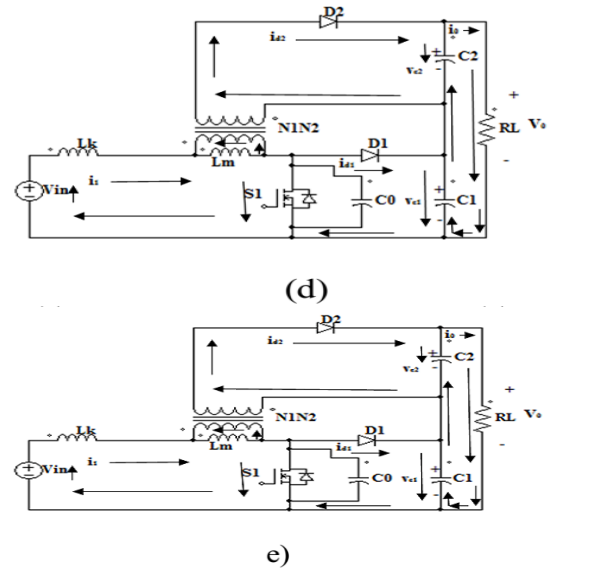 D2
id2
i0
+
C2
-
vc2
+
N1N2
RL
V0
Lk
D1
-
Lm
id1
Vin
i1
S1
C0
vc1
+
C1
-
(d)
D2
id2
i0
+
C2
-
vc2
+
N1N2
RL
V0
Lk
D1
-
Lm
id1
Vin
i1
S1
C0
vc1
+
C1
-
e)